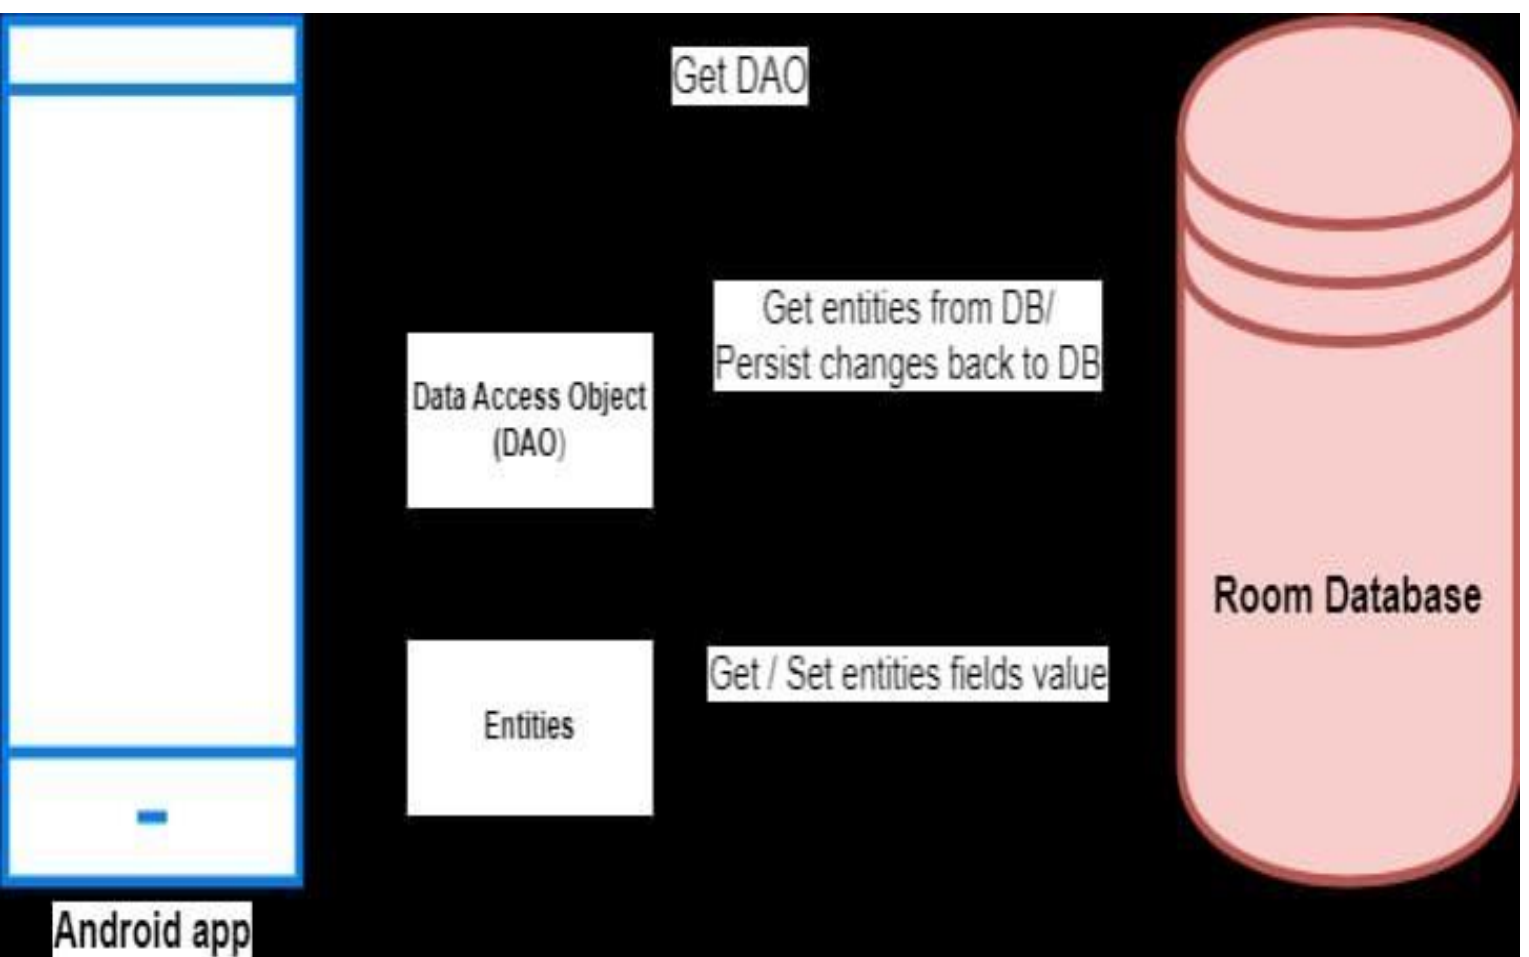 Get DAO
Get entities from DB/
Persist changes back to DB
Data Access Object
(DAO)
Room Database
Get / Set entities fields value
Entities
Android app